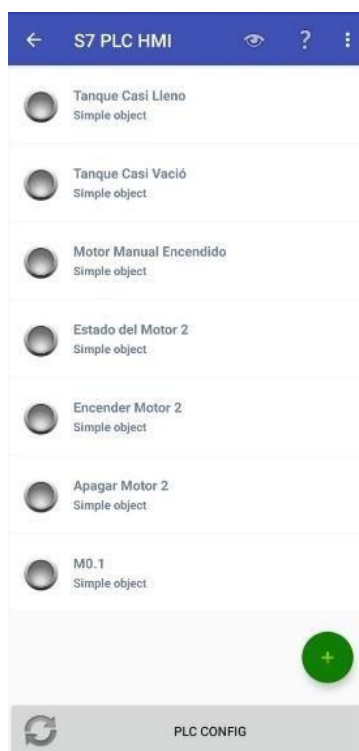 S7 PLC HMI ?
Tanque Casi Lleno
Simple object
Tanque Casi Vació
Simple object
Motor Manual Encendido
Simple object
Estado del Motor 2
Simple object
Encender Motor 2
Simple object
Apagar Motor 2
Simple object
M0.1
Simple object
+
PLC CONFIG